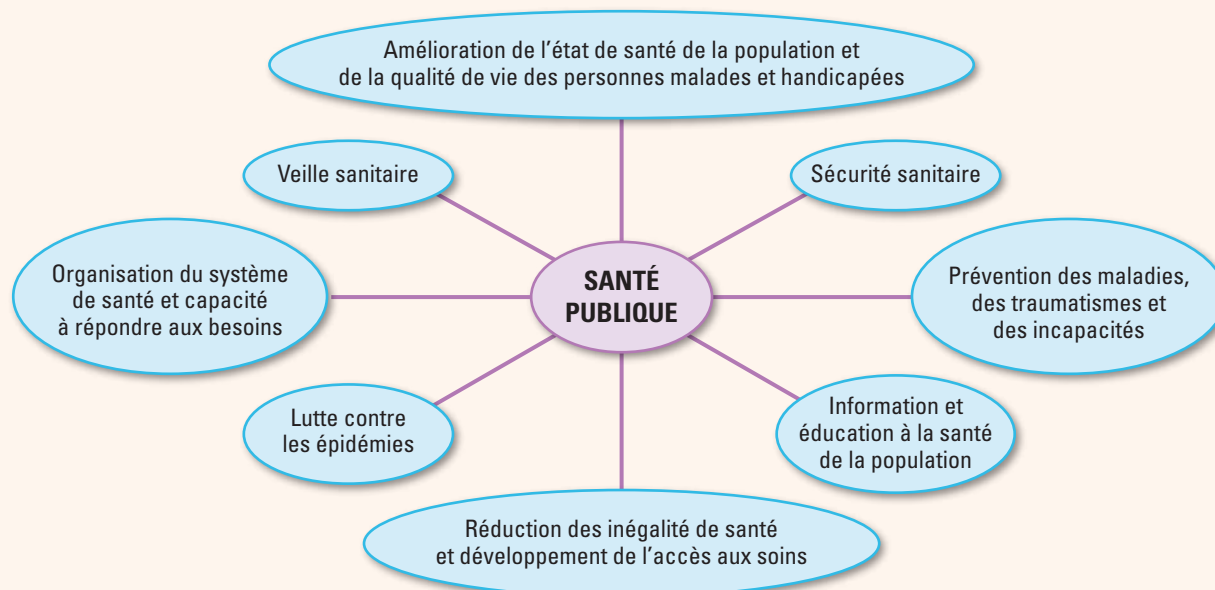 Amélioration de l'état de santé de la population et
de la qualité de vie des personnes malades et handicapées
Veille sanitaire
Sécurité sanitaire
Organisation du système
de santé et capacité
à répondre aux besoins
SANTÉ
PUBLIQUE
Prévention des maladies,
des traumatismes et
des incapacités
Lutte contre
les épidémies
Information et
éducation à la santé
de la population
Réduction des inégalité de santé
et développement de l'accès aux soins